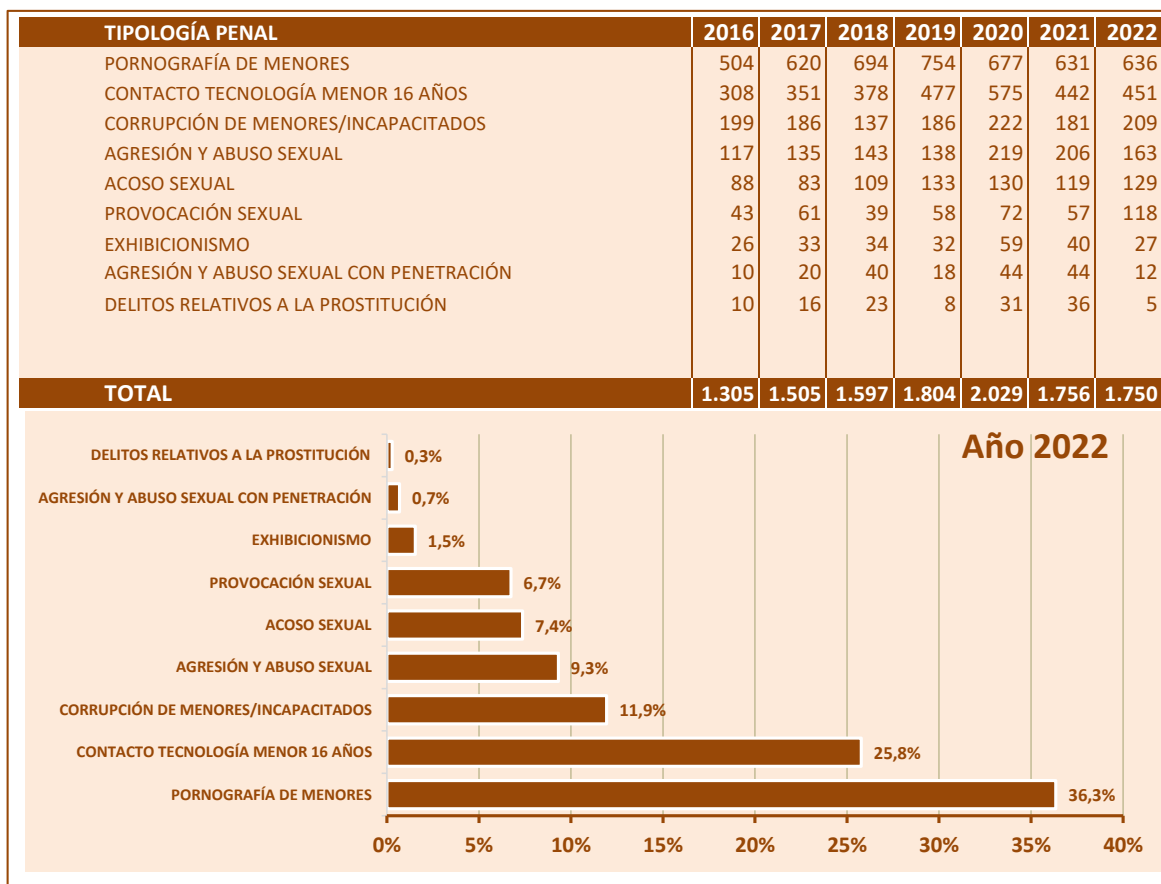 TIPOLOGÍA PENAL 2016 2017 2018 2019 2020 2021 2022
PORNOGRAFÍA DE MENORES 504 620 694 754 677 631 636
CONTACTO TECNOLOGÍA MENOR 16 AÑOS 308 351 378 477 575 442 451
CORRUPCIÓN DE MENORES/INCAPACITADOS 199 186 137 186 222 181 209
AGRESIÓN Y ABUSO SEXUAL 117 135 143 138 219 206 163
ACOSO SEXUAL 88 83 109 133 130 119 129
PROVOCACIÓN SEXUAL 43 61 39 58 72 57 118
EXHIBICIONISMO 26 33 34 32 59 40 27
AGRESIÓN Y ABUSO SEXUAL CON PENETRACIÓN 10 20 40 18 44 44 12
DELITOS RELATIVOS A LA PROSTITUCIÓN 10 16 23 8 31 36 5
TOTAL 1.305 1.505 1.597 1.804 2.029 1.756 1.750
Año 2022
DELITOS RELATIVOS A LA PROSTITUCIÓN 0,3%
AGRESIÓN Y ABUSO SEXUAL CON PENETRACIÓN 0,7%
EXHIBICIONISMO 1,5%
PROVOCACIÓN SEXUAL 6,7%
ACOSO SEXUAL 7,4%
AGRESIÓN Y ABUSO SEXUAL 9,3%
CORRUPCIÓN DE MENORES/INCAPACITADOS 11,9%
CONTACTO TECNOLOGÍA MENOR 16 AÑOS 25,8%
PORNOGRAFÍA DE MENORES 36,3%
0% 5% 10% 15% 20% 25% 30% 35% 40%